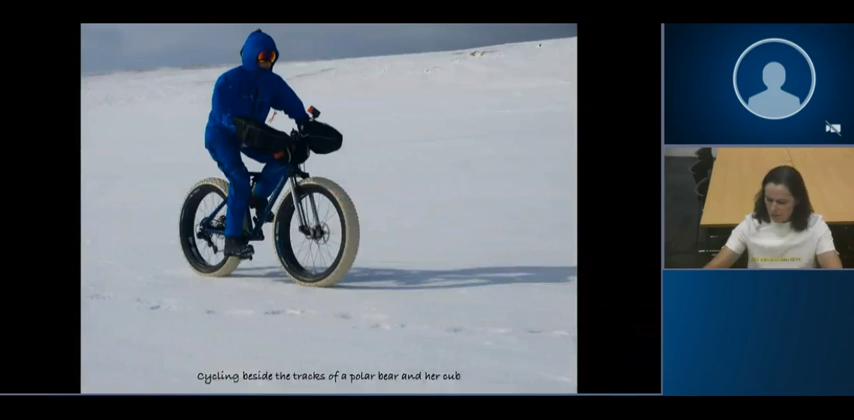 Cycling beside the tracks of a polar bear and her cub